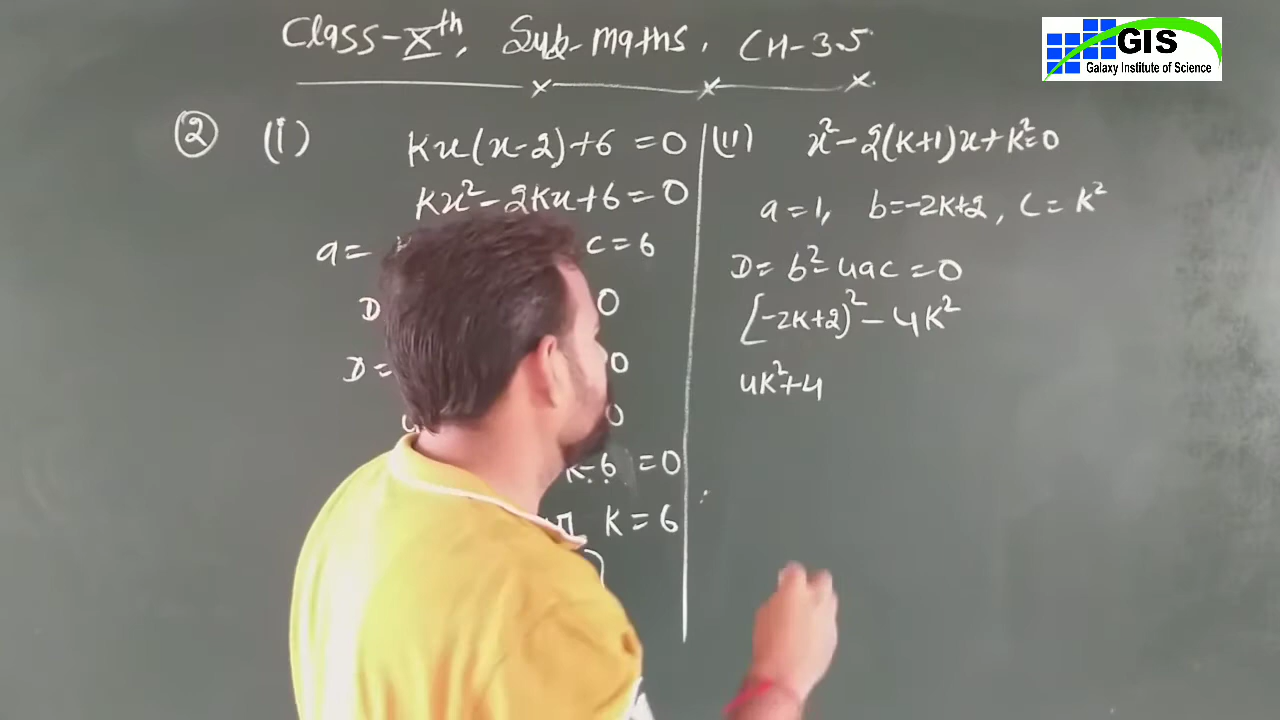 Class-Xth, Sub-Maths, CH-3.5
GIS
Galaxy Institute of Science
② (i) Kx(x-2)+6 =0
Kx²-2Kx+6 =0
a= c=6
D 0
D= 0
0
K-6 =0
K=6
(ii) x²-2(K+1)x+K²=0
a=1, b=-2K+2, C=K²
D= b²-4ac =0
[-2K+2)²-4K²
4K²+4